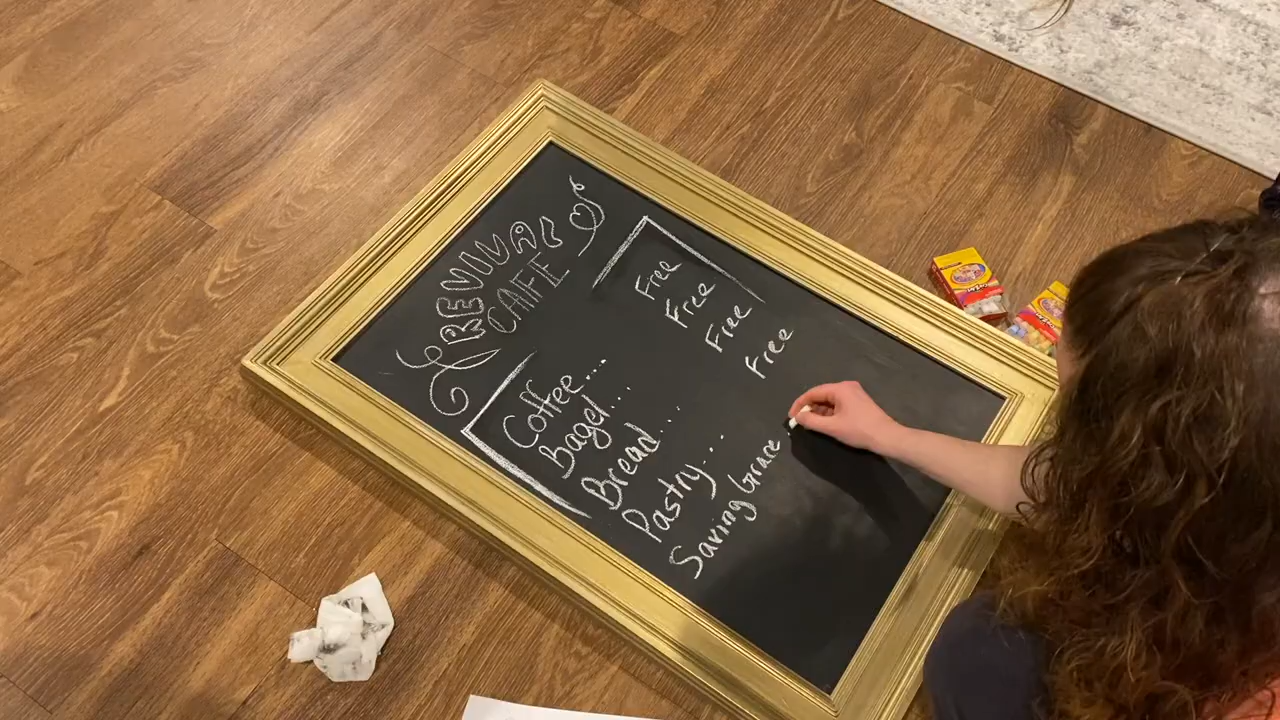 REVIVAL
CAFE
Coffee.... Free
Bagel... Free
Bread... Free
Pastry... Free
Saving Grace